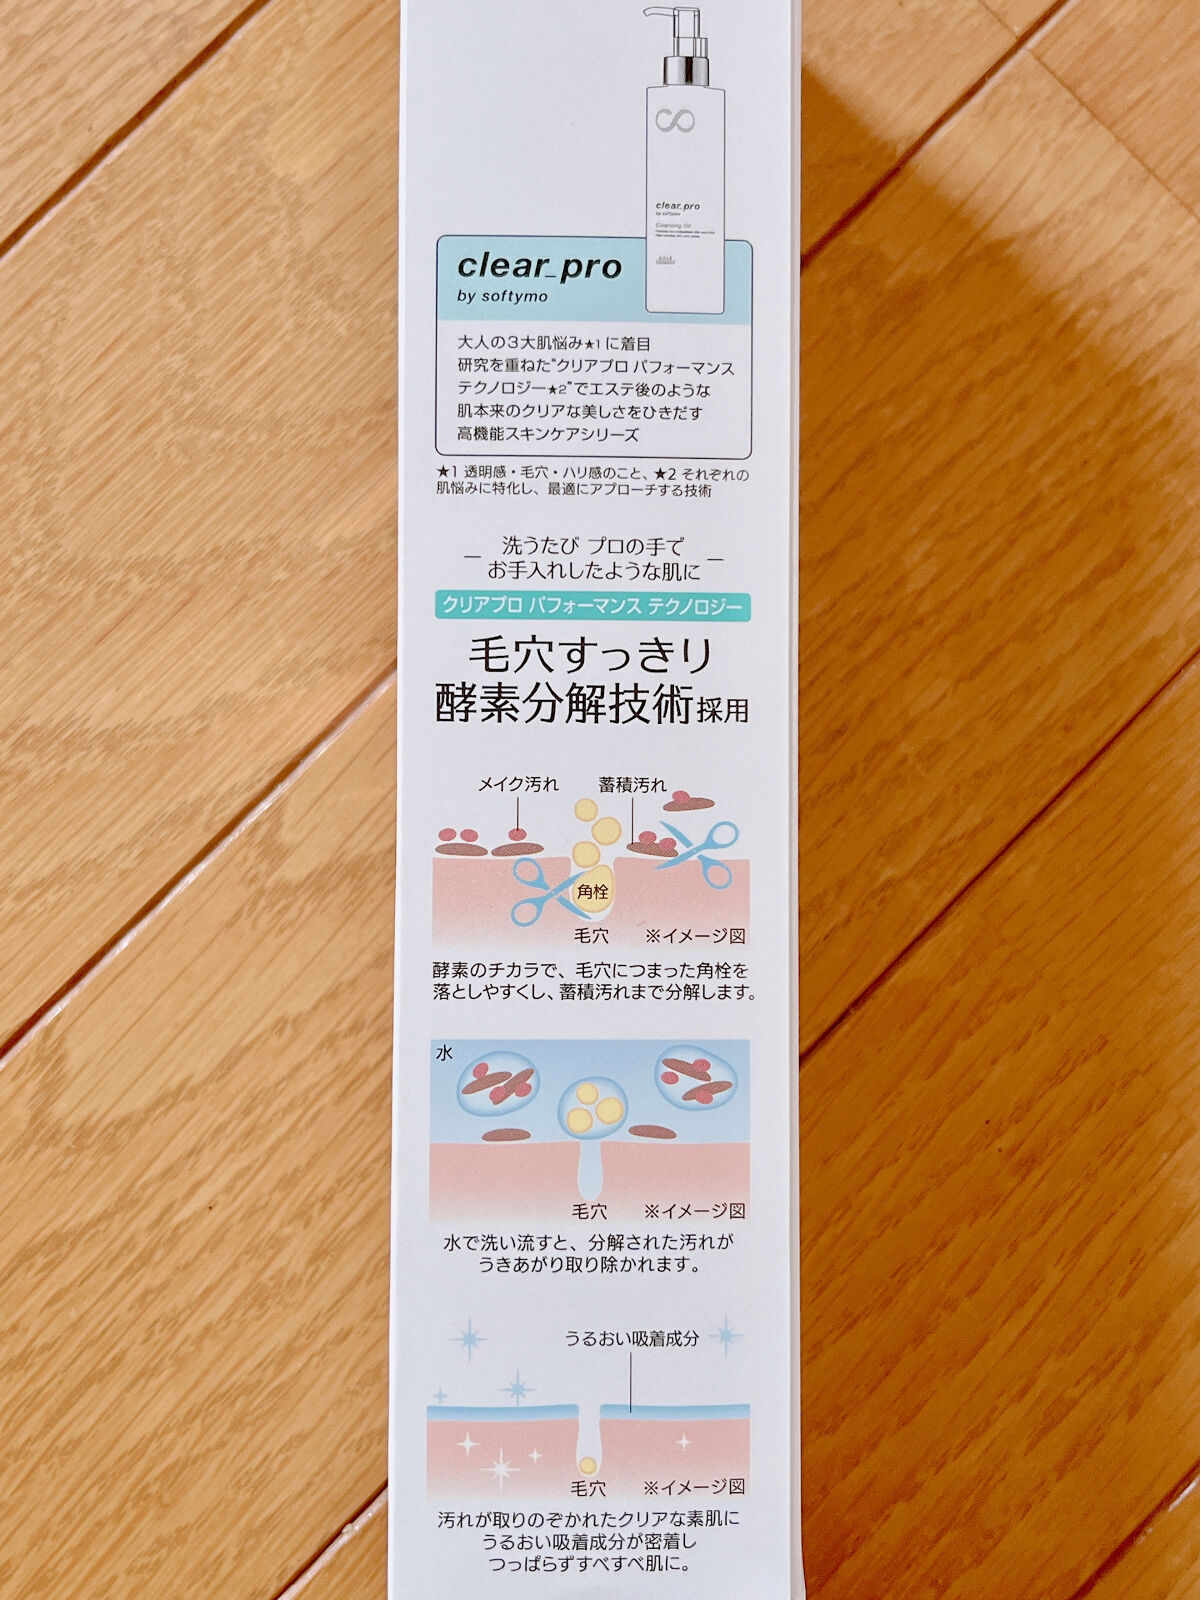 clear_pro
by softymo
Cleansing Oil
KOSÉ
clear_pro
by softymo
大人の3大肌悩み★1に着目
研究を重ねた"クリアプロ パフォーマンス
テクノロジー★2"でエステ後のような
肌本来のクリアな美しさをひきだす
高機能スキンケアシリーズ
★1 透明感・毛穴・ハリ感のこと、★2 それぞれの
肌悩みに特化し、最適にアプローチする技術
洗うたび プロの手で
お手入れしたような肌に
クリアプロ パフォーマンス テクノロジー
毛穴すっきり
酵素分解技術採用
メイク汚れ 蓄積汚れ
角栓
毛穴 ※イメージ図
酵素のチカラで、毛穴につまった角栓を
落としやすくし、蓄積汚れまで分解します。
水
毛穴 ※イメージ図
水で洗い流すと、分解された汚れが
うきあがり取り除かれます。
うるおい吸着成分
毛穴 ※イメージ図
汚れが取りのぞかれたクリアな素肌に
うるおい吸着成分が密着し
つっぱらずすべすべ肌に。